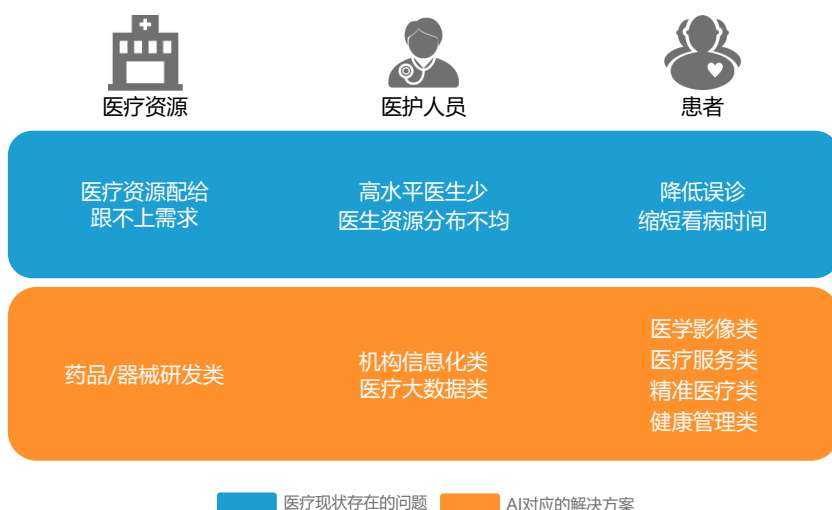 医疗资源
医护人员
患者
医疗资源配给
跟不上需求
高水平医生少
医生资源分布不均
降低误诊
缩短看病时间
药品/器械研发类
机构信息化类
医疗大数据类
医学影像类
医疗服务类
精准医疗类
健康管理类
医疗现状存在的问题
AI对应的解决方案